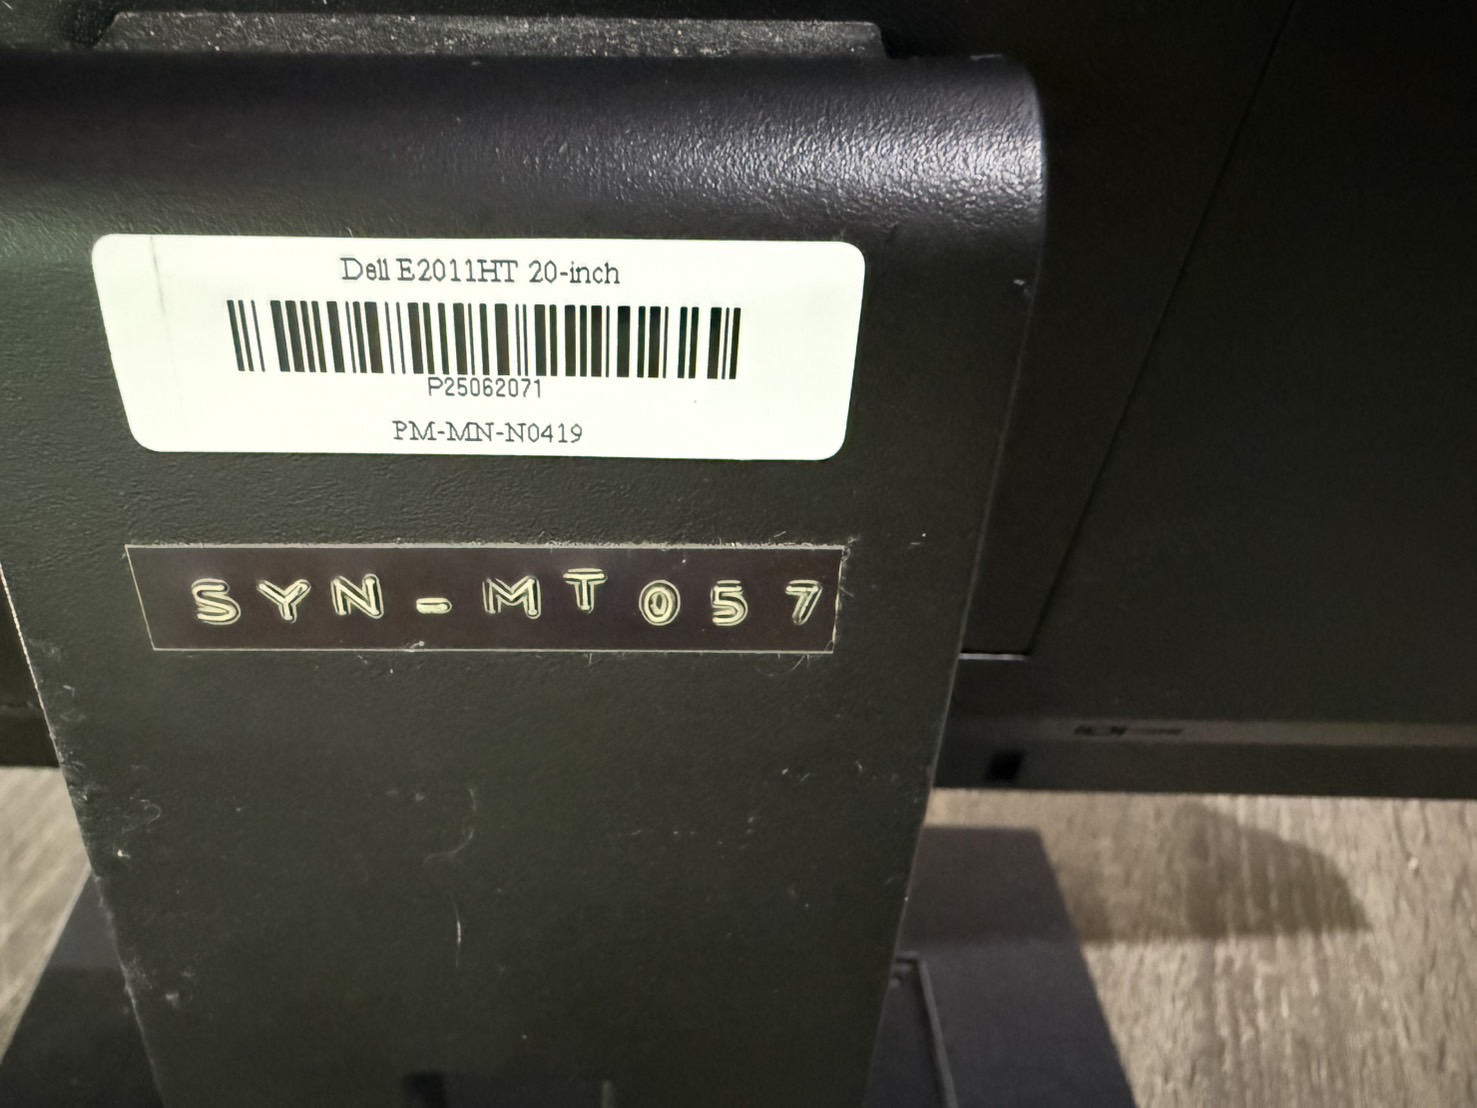 Dell E2011HT 20-inch
P25062071
PM-MN-N0419
SYN-MT057